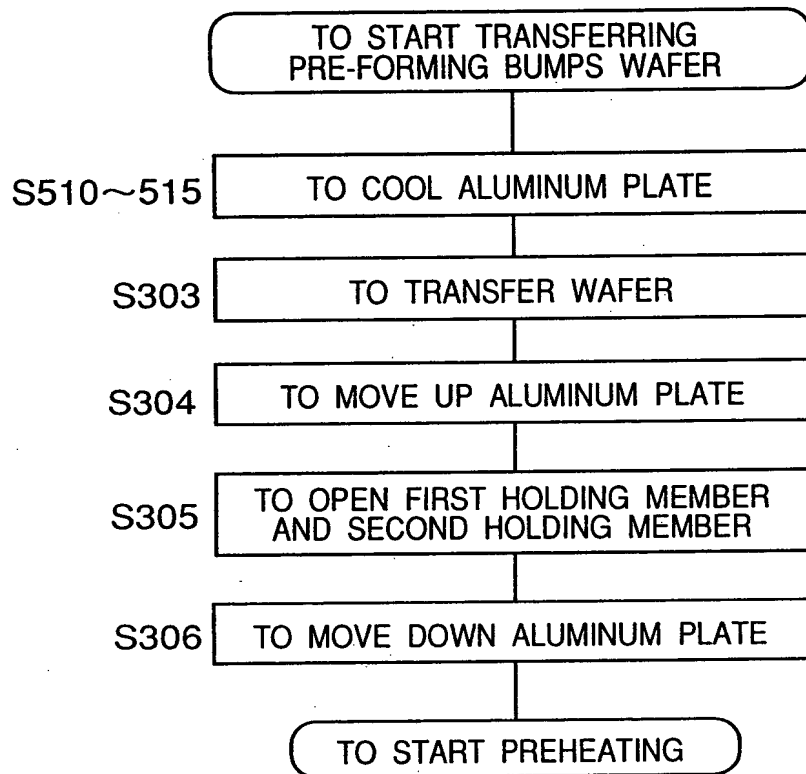 TO START TRANSFERRING
PRE-FORMING BUMPS WAFER
S510～515
TO COOL ALUMINUM PLATE
S303
TO TRANSFER WAFER
S304
TO MOVE UP ALUMINUM PLATE
S305
TO OPEN FIRST HOLDING MEMBER
AND SECOND HOLDING MEMBER
S306
TO MOVE DOWN ALUMINUM PLATE
TO START PREHEATING